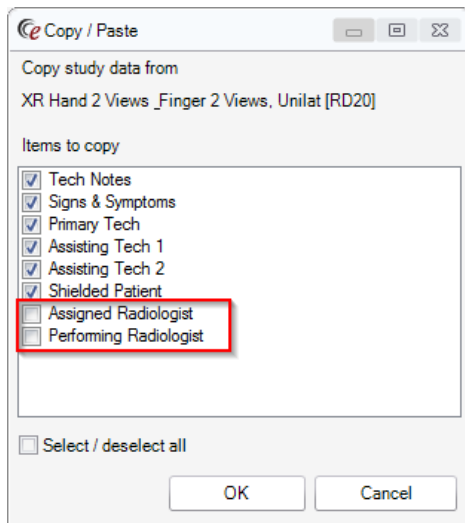 Copy / Paste
Copy study data from
XR Hand 2 Views _Finger 2 Views, Unilat [RD20]
Items to copy
Tech Notes
Signs & Symptoms
Primary Tech
Assisting Tech 1
Assisting Tech 2
Shielded Patient
Assigned Radiologist
Performing Radiologist
Select / deselect all
OK Cancel